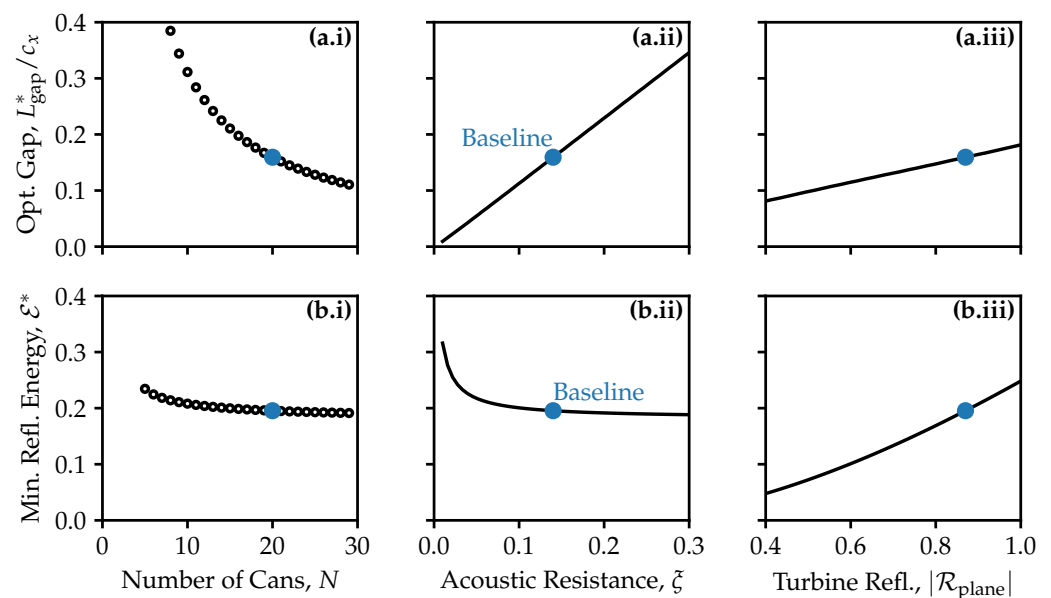 Opt. Gap, L*gap/cx
0.4
0.3
0.2
0.1
0.0
(a.i)
(a.ii)
Baseline
(a.iii)
Min. Refl. Energy, ℰ*
0.4
0.3
0.2
0.1
0.0
(b.i)
(b.ii)
Baseline
(b.iii)
0 10 20 30
0.0 0.1 0.2 0.3
0.4 0.6 0.8 1.0
Number of Cans, N
Acoustic Resistance, ξ
Turbine Refl., |ℛplane|